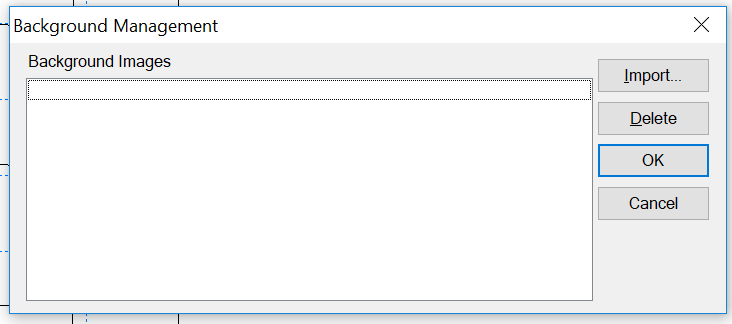 Background Management
Background Images
Import...
Delete
OK
Cancel